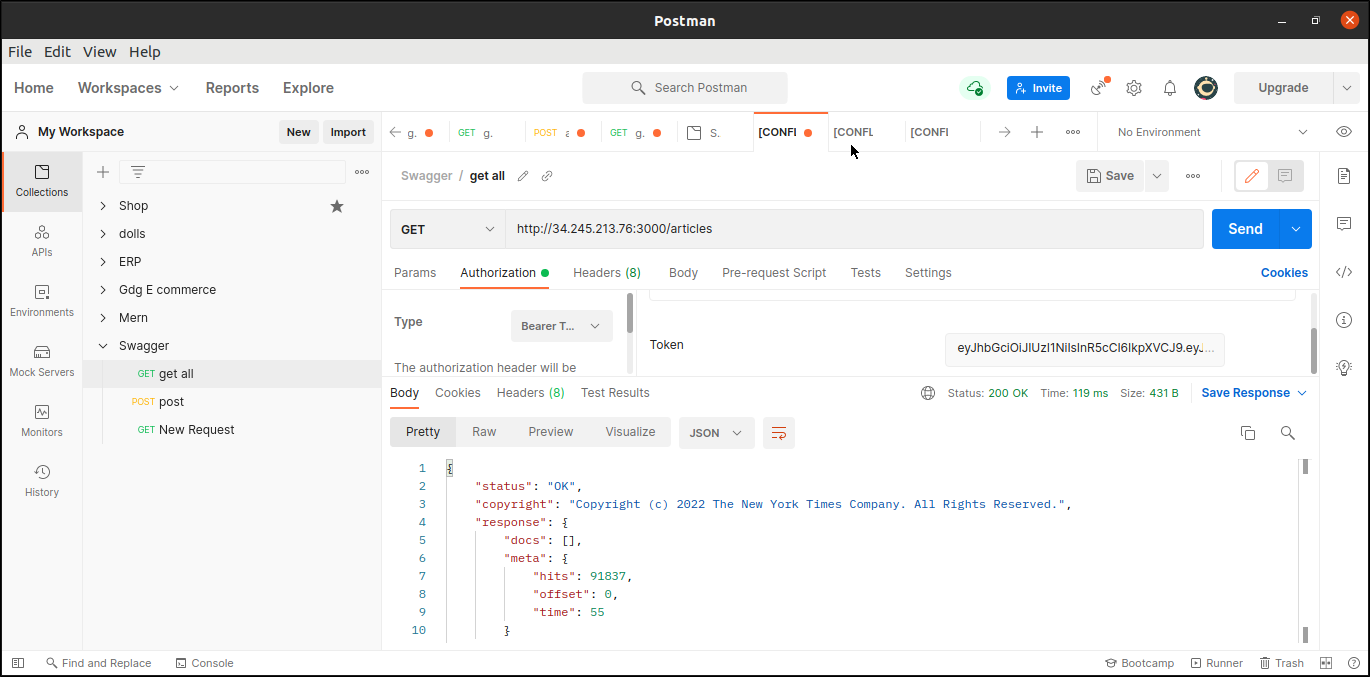 Postman
File Edit View Help
Home Workspaces Reports Explore Search Postman Invite Upgrade
My Workspace New Import
g. GET g. POST a GET g. S. [CONFI [CONFL [CONFI No Environment
Collections
APIs
Environments
Mock Servers
Monitors
History
Shop
dolls
ERP
Gdg E commerce
Mern
Swagger
GET get all
POST post
GET New Request
Swagger / get all Save
GET http://34.245.213.76:3000/articles Send
Params Authorization Headers (8) Body Pre-request Script Tests Settings Cookies
Type Bearer T...
The authorization header will be
Token eyJhbGciOiJIUzI1NiIsInR5cCI6IkpXVCJ9.eyJ...
Body Cookies Headers (8) Test Results Status: 200 OK Time: 119 ms Size: 431 B Save Response
Pretty Raw Preview Visualize JSON
1 {
2 "status": "OK",
3 "copyright": "Copyright (c) 2022 The New York Times Company. All Rights Reserved.",
4 "response": {
5 "docs": [],
6 "meta": {
7 "hits": 91837,
8 "offset": 0,
9 "time": 55
10 }
Find and Replace Console Bootcamp Runner Trash